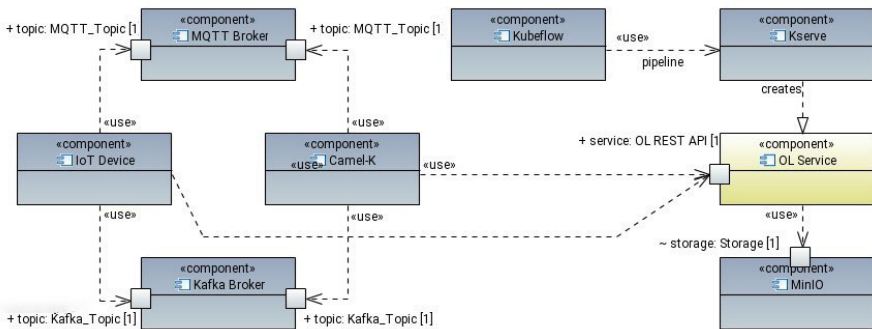 «component»
MQTT Broker
+ topic: MQTT_Topic [1
+ topic: MQTT_Topic [1
«component»
Kubeflow
«use»
pipeline
«component»
Kserve
creates
«use»
«use»
«component»
IoT Device
«component»
Camel-K
«use»
«use»
+ service: OL REST API [1
«component»
OL Service
«use»
«use»
«use»
~ storage: Storage [1]
«component»
Kafka Broker
«component»
MinIO
+ topic: Kafka_Topic [1]
+ topic: Kafka_Topic [1]